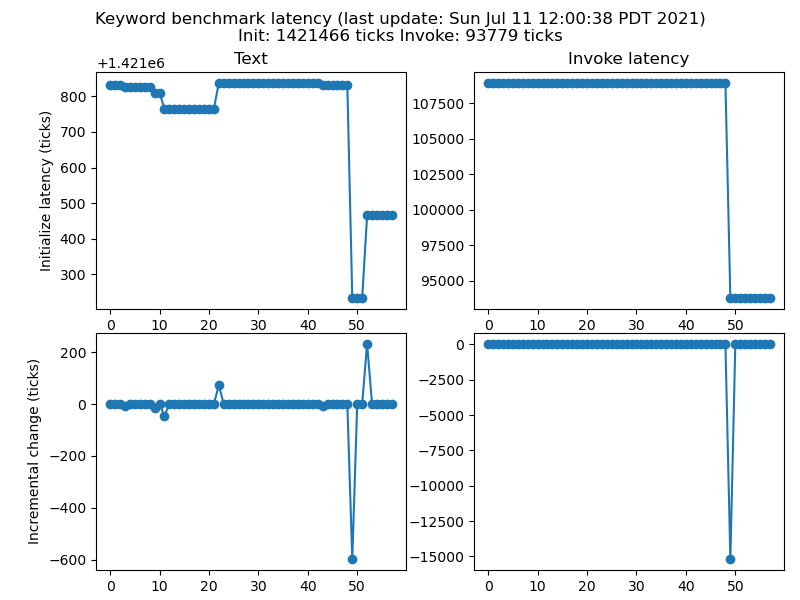 Keyword benchmark latency (last update: Sun Jul 11 12:00:38 PDT 2021)
Init: 1421466 ticks Invoke: 93779 ticks
Text
+1.421e6
Initialize latency (ticks)
800
700
600
500
400
300
0 10 20 30 40 50
Invoke latency
107500
105000
102500
100000
97500
95000
0 10 20 30 40 50
Incremental change (ticks)
200
0
−200
−400
−600
0 10 20 30 40 50
0
−2500
−5000
−7500
−10000
−12500
−15000
0 10 20 30 40 50